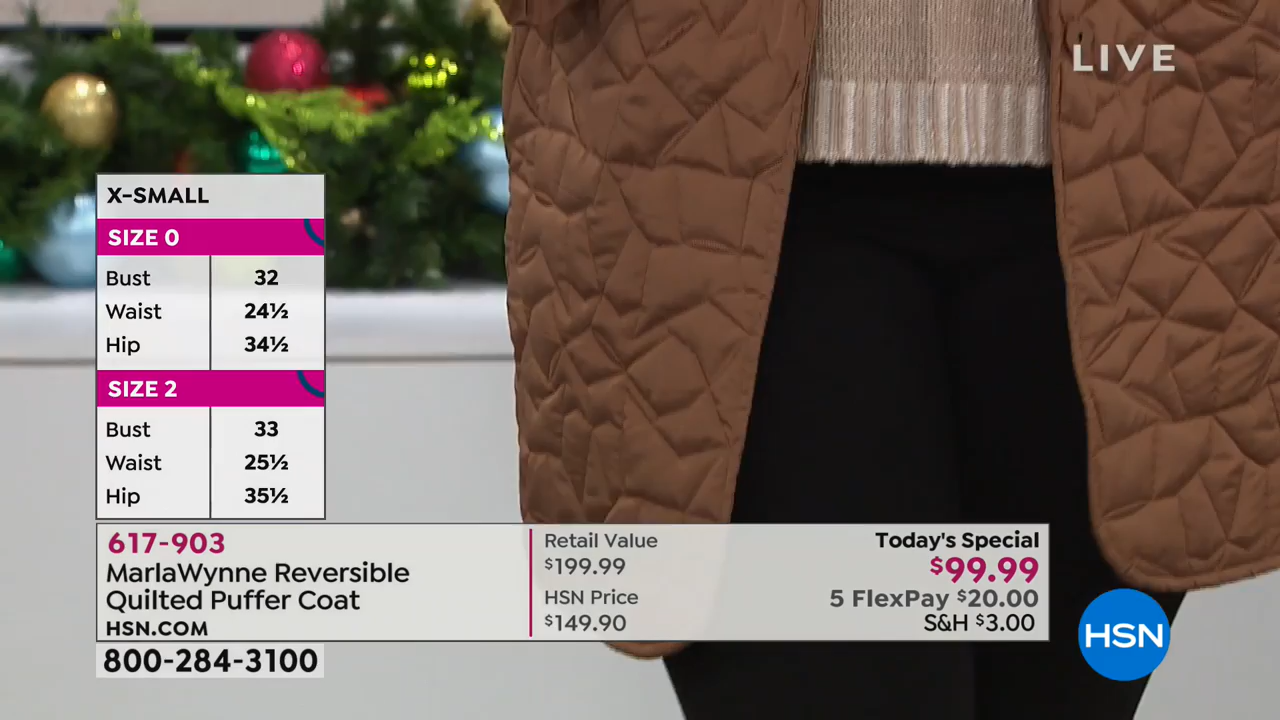 LIVE
X-SMALL
SIZE 0
Bust 32
Waist 24½
Hip 34½
SIZE 2
Bust 33
Waist 25½
Hip 35½
617-903
MarlaWynne Reversible
Quilted Puffer Coat
HSN.COM
Retail Value
$199.99
HSN Price
$149.90
Today's Special
$99.99
5 FlexPay $20.00
S&H $3.00
800-284-3100
HSN